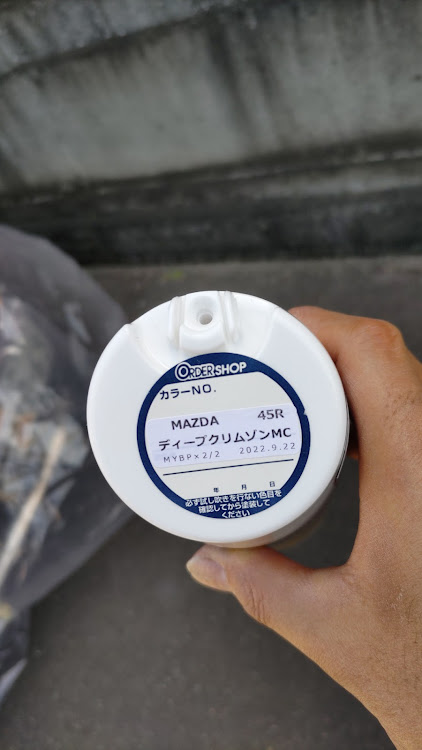 ORDERSHOP
カラーNO.
MAZDA 45R
ディープクリムゾンMC
MYBP×2/2 2022.9.22
年 月 日
必ず試し吹きを行ない色目を
確認してから塗装して
ください